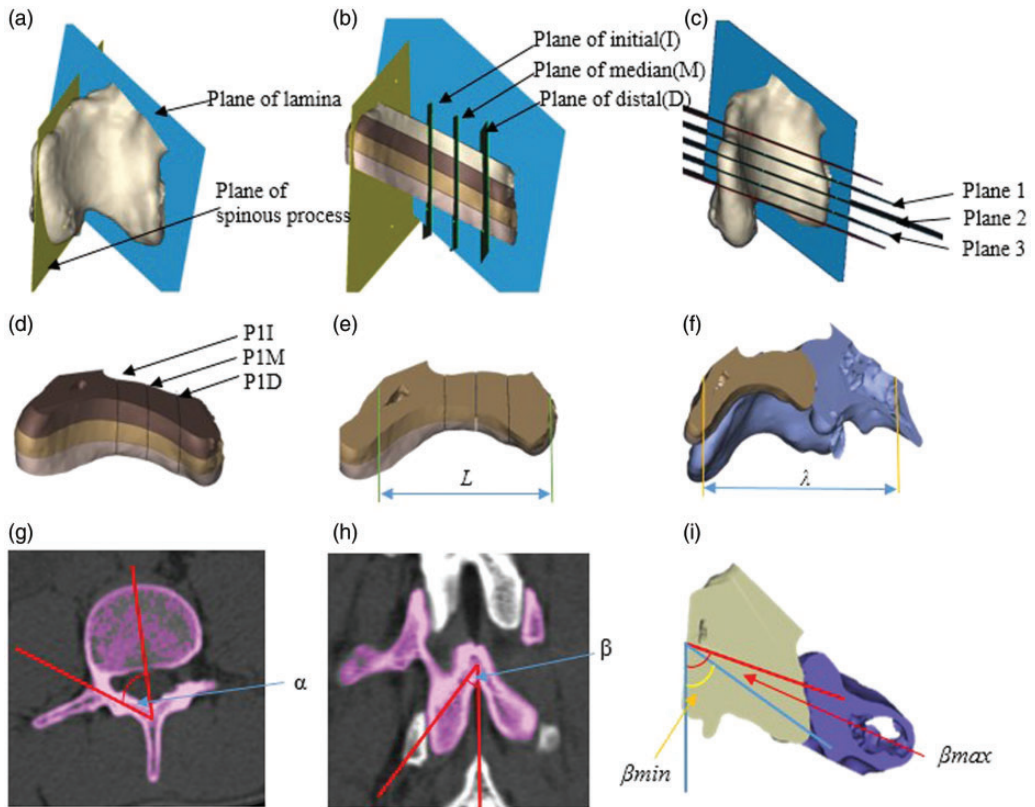 (a)
Plane of lamina
Plane of
spinous process
(b)
Plane of initial(I)
Plane of median(M)
Plane of distal(D)
(c)
Plane 1
Plane 2
Plane 3
(d)
P1I
P1M
P1D
(e)
L
(f)
λ
(g)
α
(h)
β
(i)
βmin
βmax